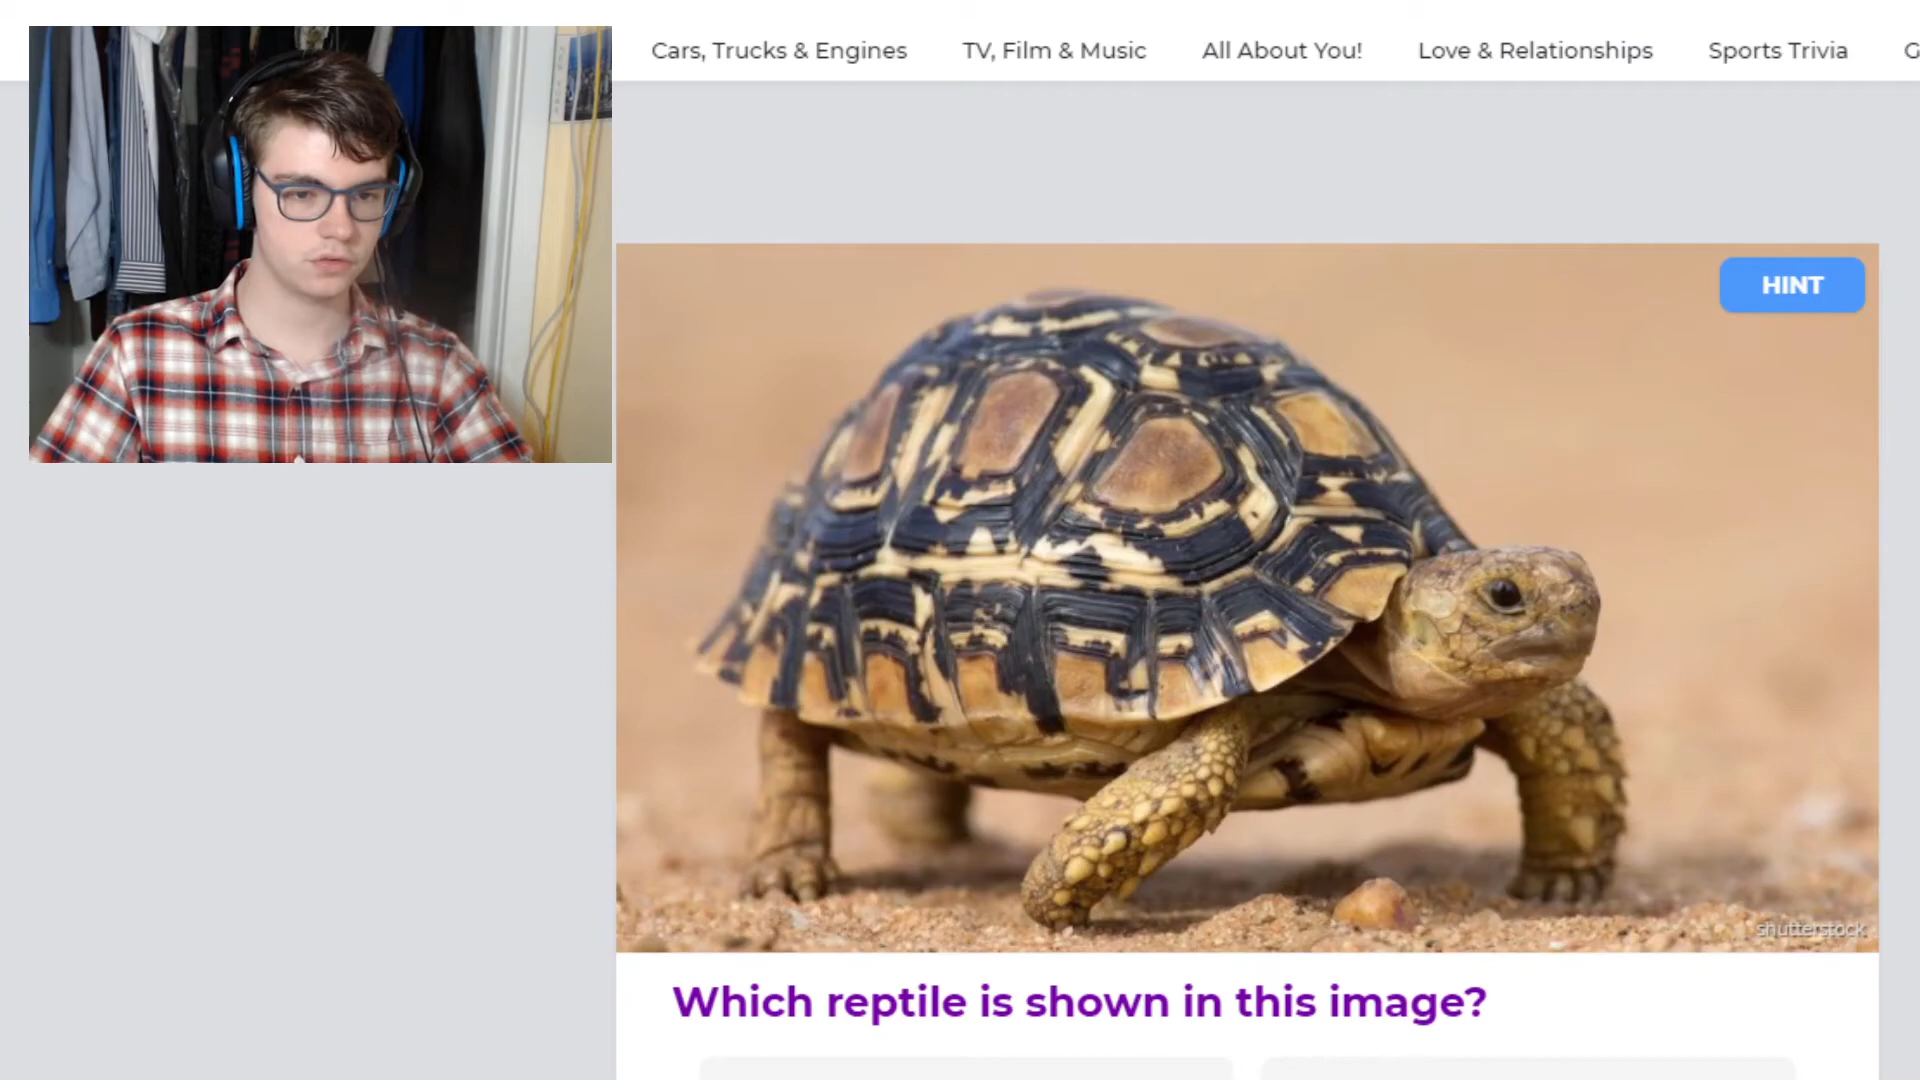 Cars, Trucks & Engines TV, Film & Music All About You! Love & Relationships Sports Trivia G
HINT
shutterstock
Which reptile is shown in this image?